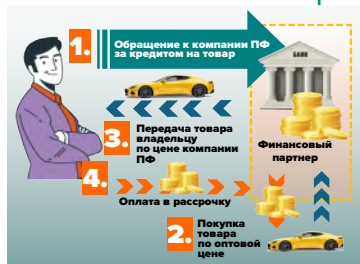 1.
Обращение к компании ПФ
за кредитом на товар
BANK
3.
Передача товара
владельцу
по цене компании
ПФ
Финансовый
партнер
4.
Оплата в рассрочку
2.
Покупка
товара
по оптовой
цене